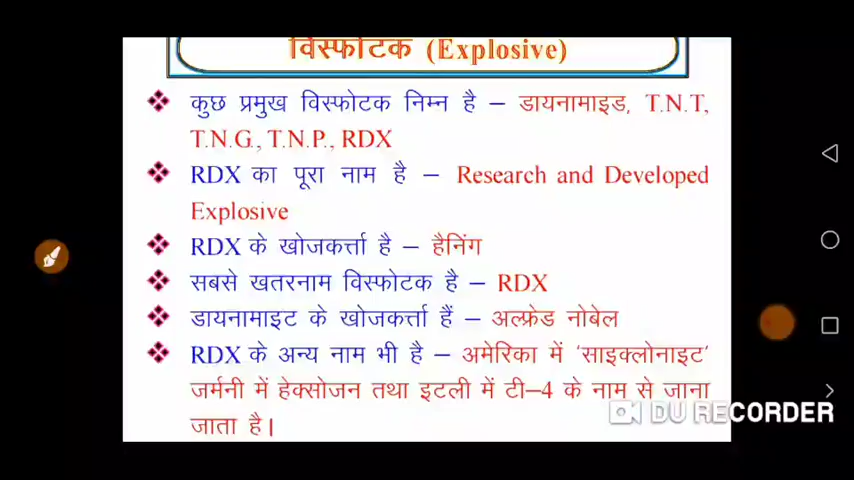 विस्फोटक (Explosive)
कुछ प्रमुख विस्फोटक निम्न है – डायनामाइड, T.N.T,
T.N.G., T.N.P., RDX
RDX का पूरा नाम है – Research and Developed
Explosive
RDX के खोजकर्त्ता है – हैनिंग
सबसे खतरनाम विस्फोटक है – RDX
डायनामाइट के खोजकर्त्ता हैं – अल्फ्रेड नोबेल
RDX के अन्य नाम भी है – अमेरिका में 'साइक्लोनाइट'
जर्मनी में हेक्सोजन तथा इटली में टी–4 के नाम से जाना
जाता है।
DU RECORDER